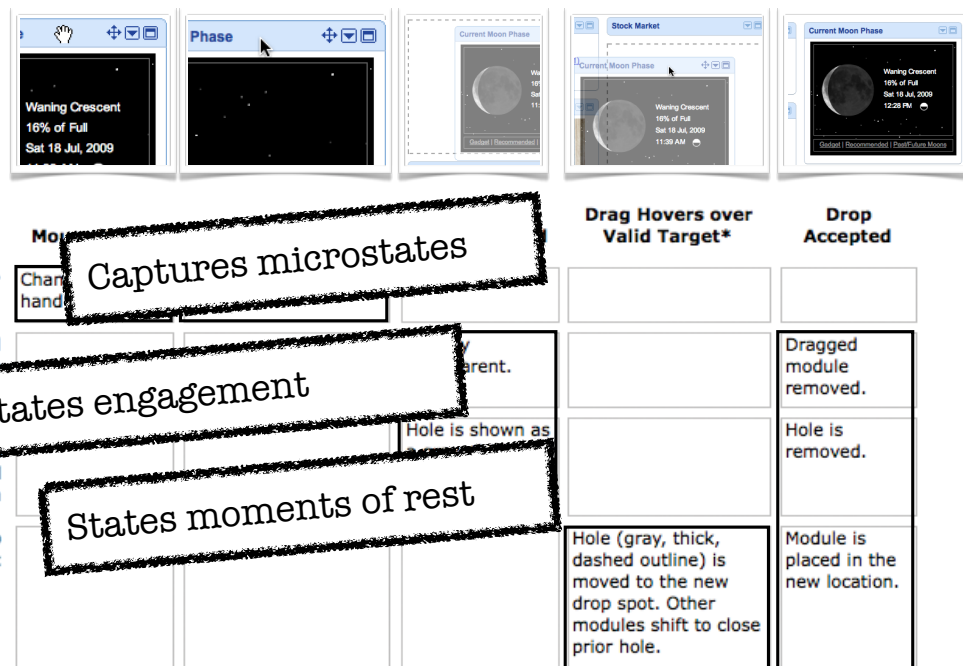 Phase
Waning Crescent
16% of Full
Sat 18 Jul, 2009
Current Moon Phase
Stock Market
Current Moon Phase
Waning Crescent
16% of Full
Sat 18 Jul, 2009
11:39 AM
Current Moon Phase
Waning Crescent
16% of Full
Sat 18 Jul, 2009
12:28 PM
Gadget | Recommended | Past/Future Moons
Gadget | Recommended
Drag Hovers over
Valid Target*
Drop
Accepted
Captures microstates
hand
Dragged
module
removed.
tates engagement
Hole is shown as
Hole is
removed.
States moments of rest
Hole (gray, thick,
dashed outline) is
moved to the new
drop spot. Other
modules shift to close
prior hole.
Module is
placed in the
new location.